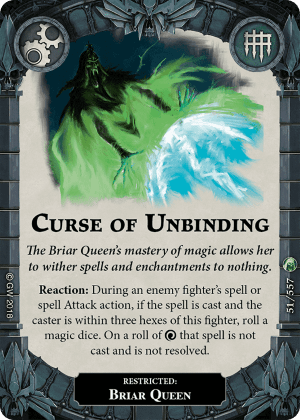 Curse of Unbinding
The Briar Queen's mastery of magic allows her
to wither spells and enchantments to nothing.
Reaction: During an enemy fighter's spell or
spell Attack action, if the spell is cast and the
caster is within three hexes of this fighter, roll a
magic dice. On a roll of that spell is not
cast and is not resolved.
RESTRICTED:
Briar Queen
© GW 2018
51/557